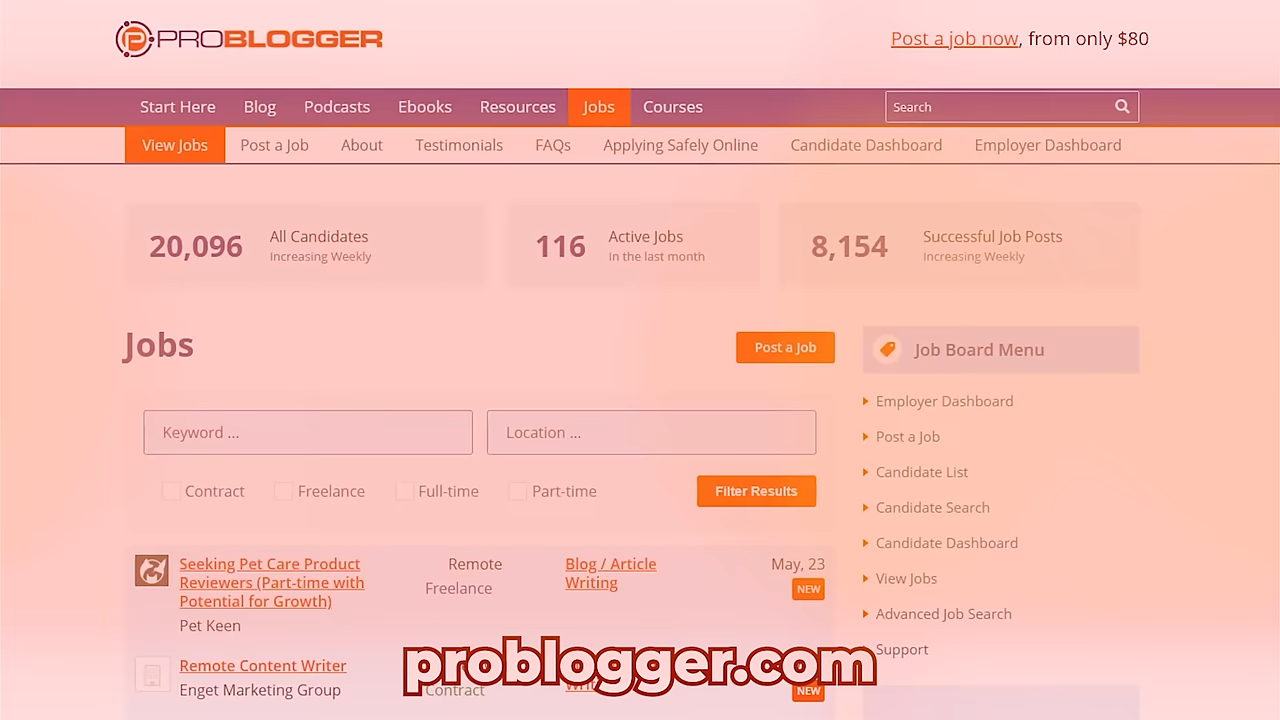 PROBLOGGER
Post a job now, from only $80
Start Here Blog Podcasts Ebooks Resources Jobs Courses Search
View Jobs Post a Job About Testimonials FAQs Applying Safely Online Candidate Dashboard Employer Dashboard
20,096 All Candidates
Increasing Weekly
116 Active Jobs
In the last month
8,154 Successful Job Posts
Increasing Weekly
Jobs
Post a Job
Keyword ...
Location ...
Contract Freelance Full-time Part-time
Filter Results
Seeking Pet Care Product
Reviewers (Part-time with
Potential for Growth)
Pet Keen
Remote
Freelance
Blog / Article
Writing
May, 23
NEW
Remote Content Writer
Enget Marketing Group
Contract
NEW
Job Board Menu
Employer Dashboard
Post a Job
Candidate List
Candidate Search
Candidate Dashboard
View Jobs
Advanced Job Search
Support
problogger.com